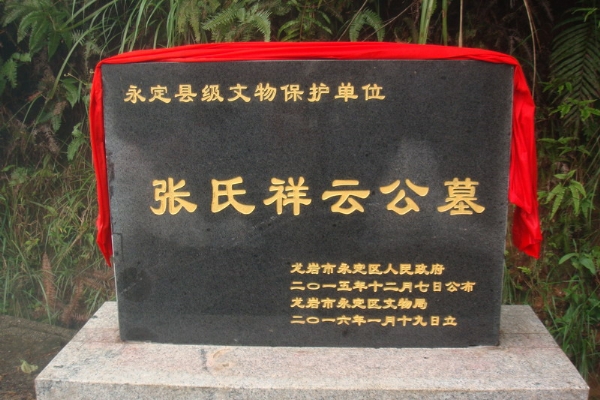 永定县级文物保护单位
张氏祥云公墓
龙岩市永定区人民政府
二〇一五年十二月七日公布
龙岩市永定区文物局
二〇一六年一月十九日立